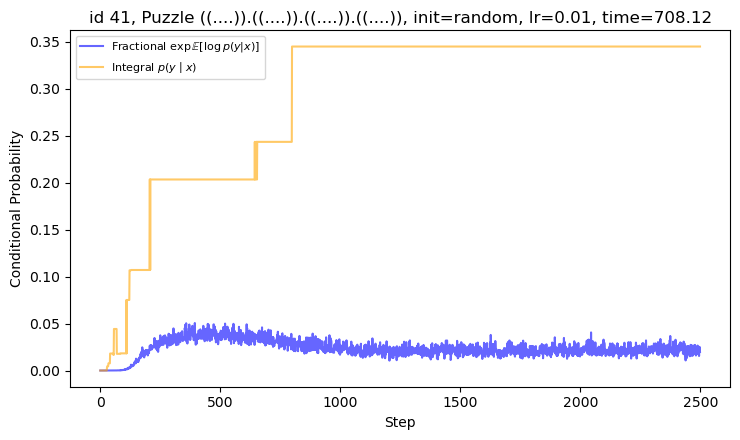 id 41, Puzzle ((....)).((....)).((....)).((....)), init=random, lr=0.01, time=708.12
Fractional exp𝔼[log p(y|x)]
Integral p(y | x)
Conditional Probability
0.35
0.30
0.25
0.20
0.15
0.10
0.05
0.00
0
500
1000
1500
2000
2500
Step